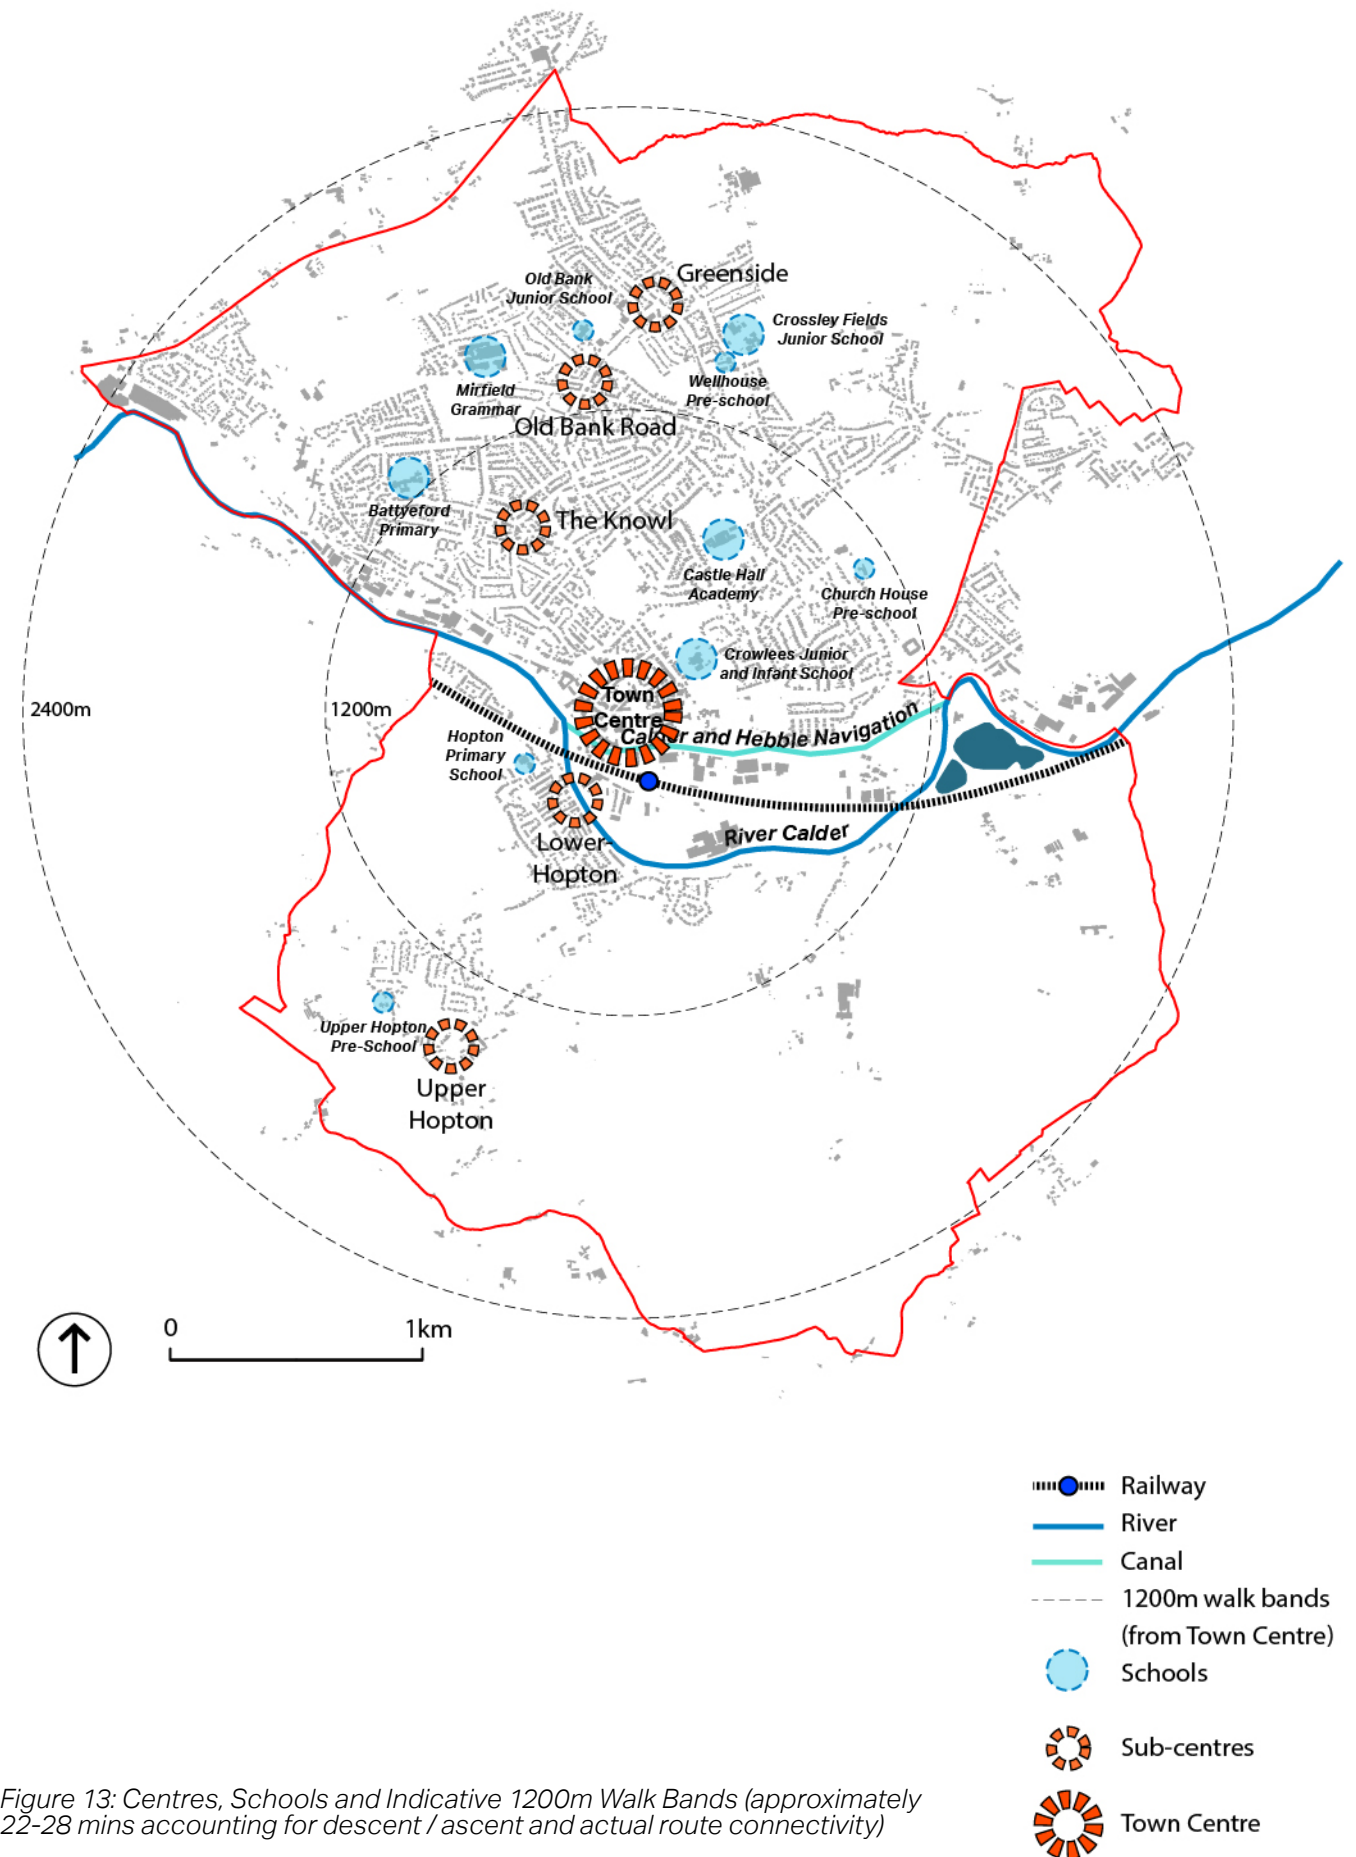 Greenside
Old Bank
Junior School
Crossley Fields
Junior School
Mirfield
Grammar
Wellhouse
Pre-school
Old Bank Road
Battyeford
Primary
The Knowl
Castle Hall
Academy
Church House
Pre-school
Crowlees Junior
and Infant School
2400m
1200m
Town
Centre
Calder and Hebble Navigation
Hopton
Primary
School
River Calder
Lower-
Hopton
Upper Hopton
Pre-School
Upper
Hopton
0
1km
Railway
River
Canal
1200m walk bands
(from Town Centre)
Schools
Sub-centres
Town Centre
Figure 13: Centres, Schools and Indicative 1200m Walk Bands (approximately
22-28 mins accounting for descent / ascent and actual route connectivity)